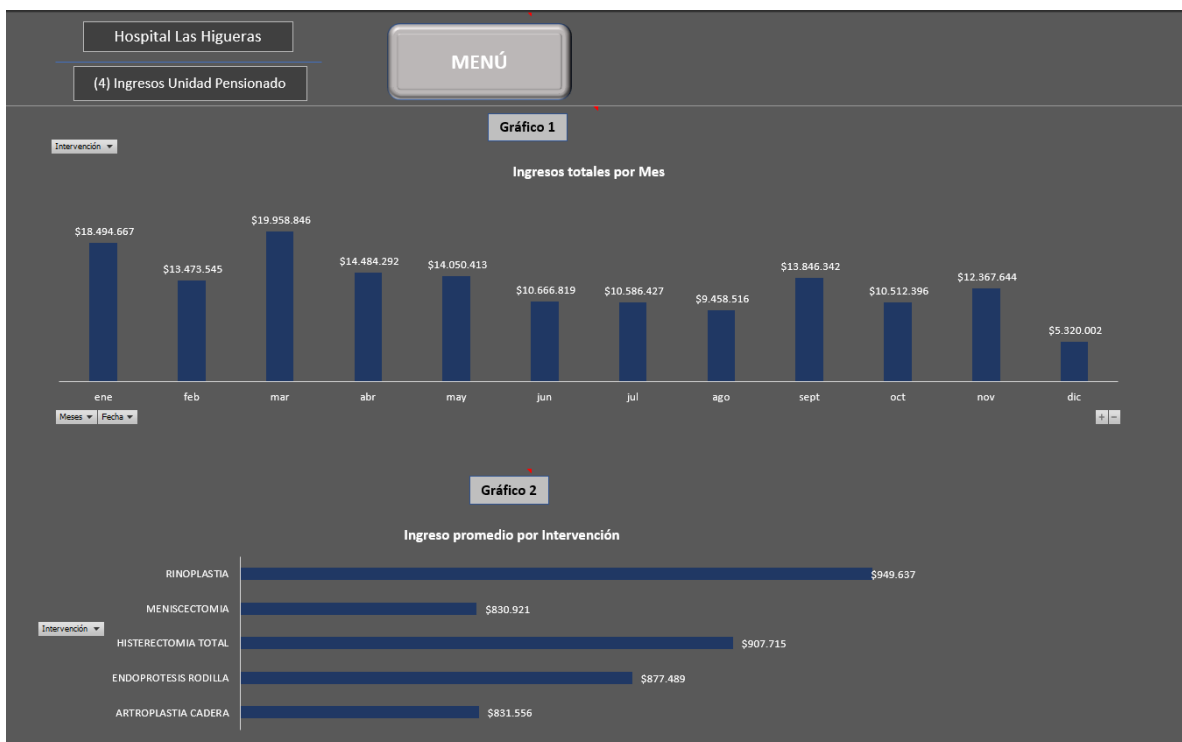 Hospital Las Higueras
MENÚ
(4) Ingresos Unidad Pensionado
Gráfico 1
Intervención
Ingresos totales por Mes
$18.494.667
$13.473.545
$19.958.846
$14.484.292
$14.050.413
$10.666.819
$10.586.427
$9.458.516
$13.846.342
$10.512.396
$12.367.644
$5.320.002
ene feb mar abr may jun jul ago sept oct nov dic
Meses Fecha + −
Gráfico 2
Ingreso promedio por Intervención
RINOPLASTIA $949.637
MENISCECTOMIA $830.921
Intervención
HISTERECTOMIA TOTAL $907.715
ENDOPROTESIS RODILLA $877.489
ARTROPLASTIA CADERA $831.556